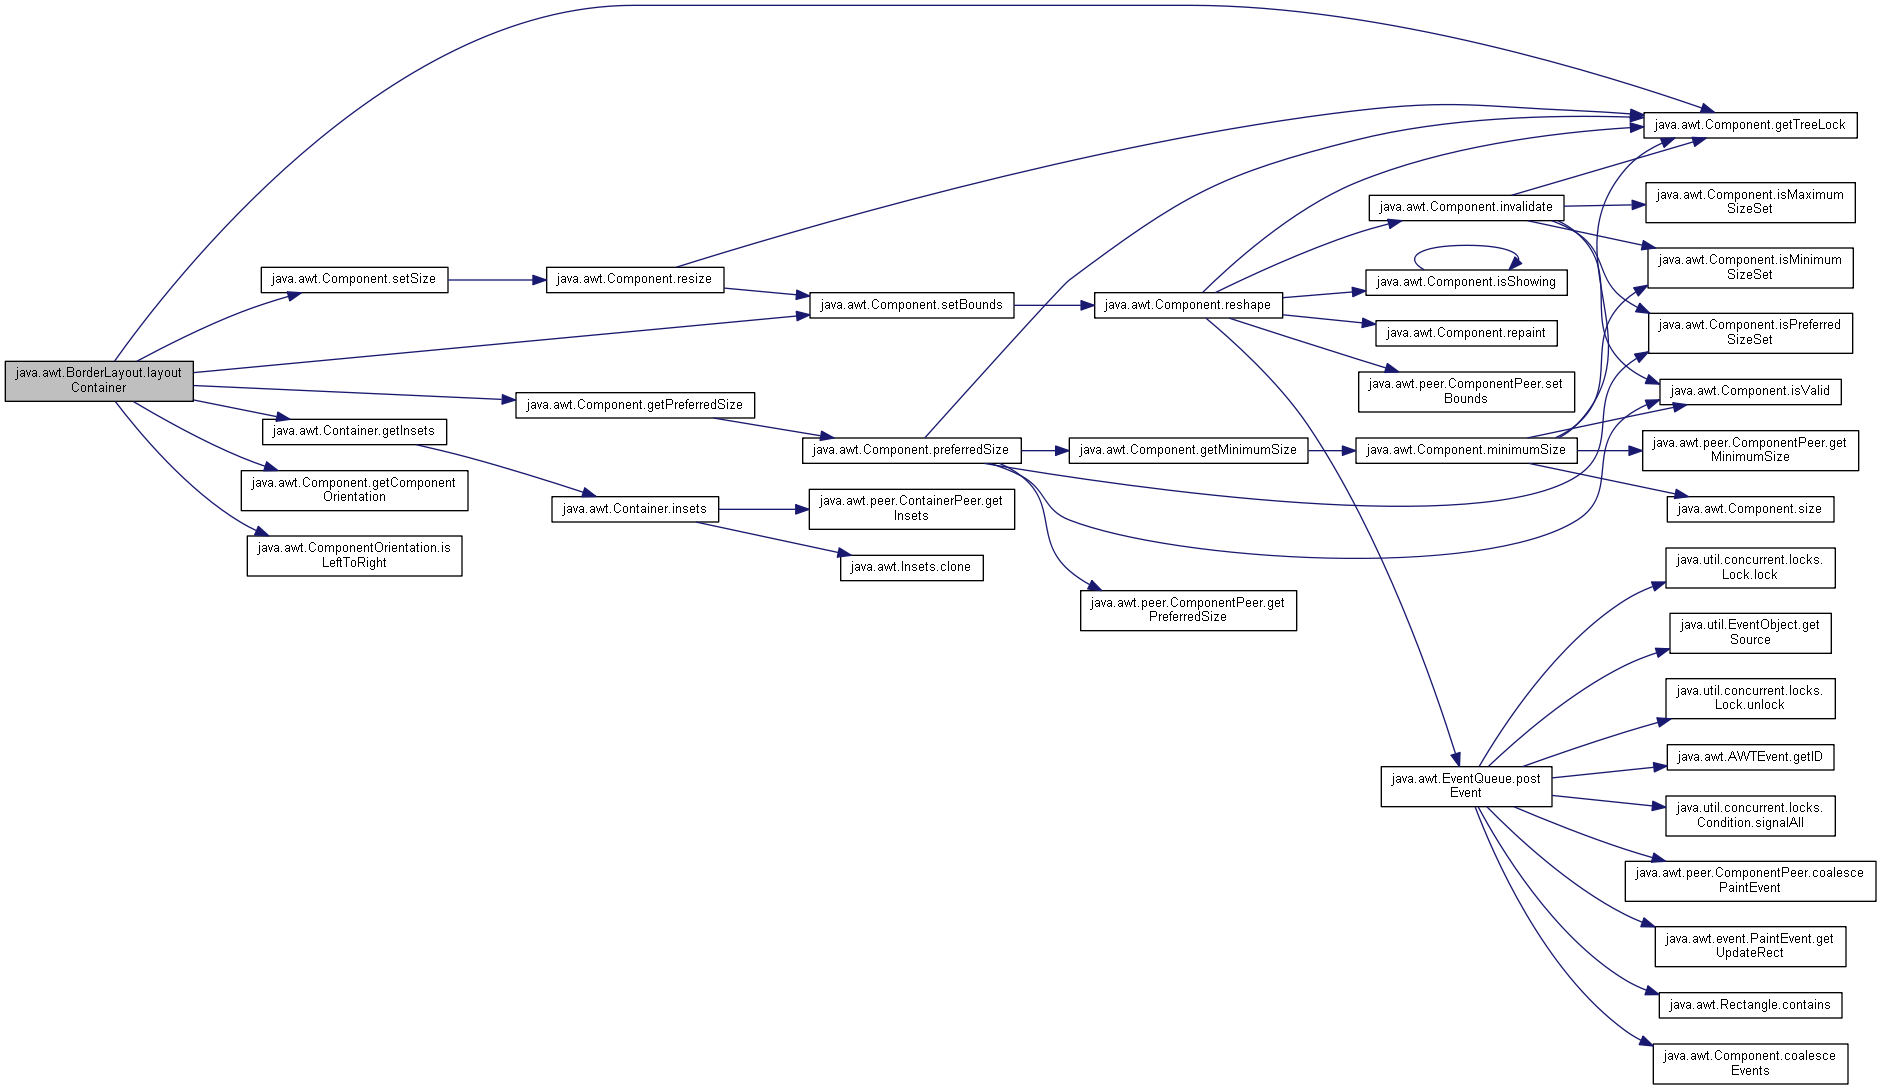 java.awt.BorderLayout.layout
Container
java.awt.Component.setSize
java.awt.Component.getPreferredSize
java.awt.Container.getInsets
java.awt.Component.getComponent
Orientation
java.awt.ComponentOrientation.is
LeftToRight
java.awt.Component.resize
java.awt.Container.insets
java.awt.Component.setBounds
java.awt.Component.preferredSize
java.awt.peer.ContainerPeer.get
Insets
java.awt.Insets.clone
java.awt.Component.reshape
java.awt.Component.getMinimumSize
java.awt.peer.ComponentPeer.get
PreferredSize
java.awt.Component.invalidate
java.awt.Component.isShowing
java.awt.Component.repaint
java.awt.peer.ComponentPeer.set
Bounds
java.awt.Component.minimumSize
java.awt.EventQueue.post
Event
java.awt.Component.getTreeLock
java.awt.Component.isMaximum
SizeSet
java.awt.Component.isMinimum
SizeSet
java.awt.Component.isPreferred
SizeSet
java.awt.Component.isValid
java.awt.peer.ComponentPeer.get
MinimumSize
java.awt.Component.size
java.util.concurrent.locks.
Lock.lock
java.util.EventObject.get
Source
java.util.concurrent.locks.
Lock.unlock
java.awt.AWTEvent.getID
java.util.concurrent.locks.
Condition.signalAll
java.awt.peer.ComponentPeer.coalesce
PaintEvent
java.awt.event.PaintEvent.get
UpdateRect
java.awt.Rectangle.contains
java.awt.Component.coalesce
Events